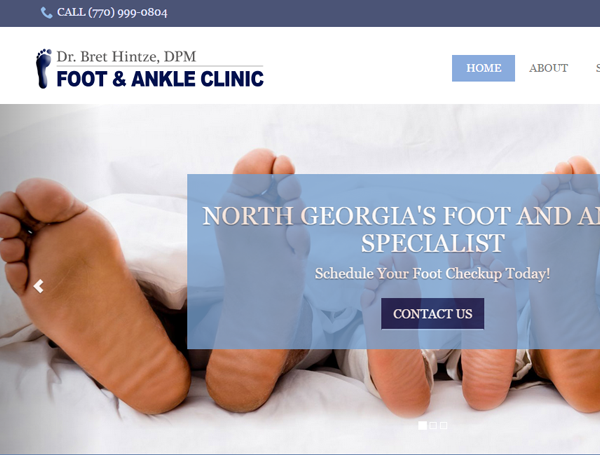 CALL (770) 999-0804
Dr. Bret Hintze, DPM
FOOT & ANKLE CLINIC
HOME
ABOUT
S
NORTH GEORGIA'S FOOT AND AN
SPECIALIST
Schedule Your Foot Checkup Today!
CONTACT US